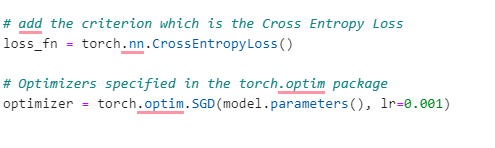 # add the criterion which is the Cross Entropy Loss
loss_fn = torch.nn.CrossEntropyLoss()
# Optimizers specified in the torch.optim package
optimizer = torch.optim.SGD(model.parameters(), lr=0.001)